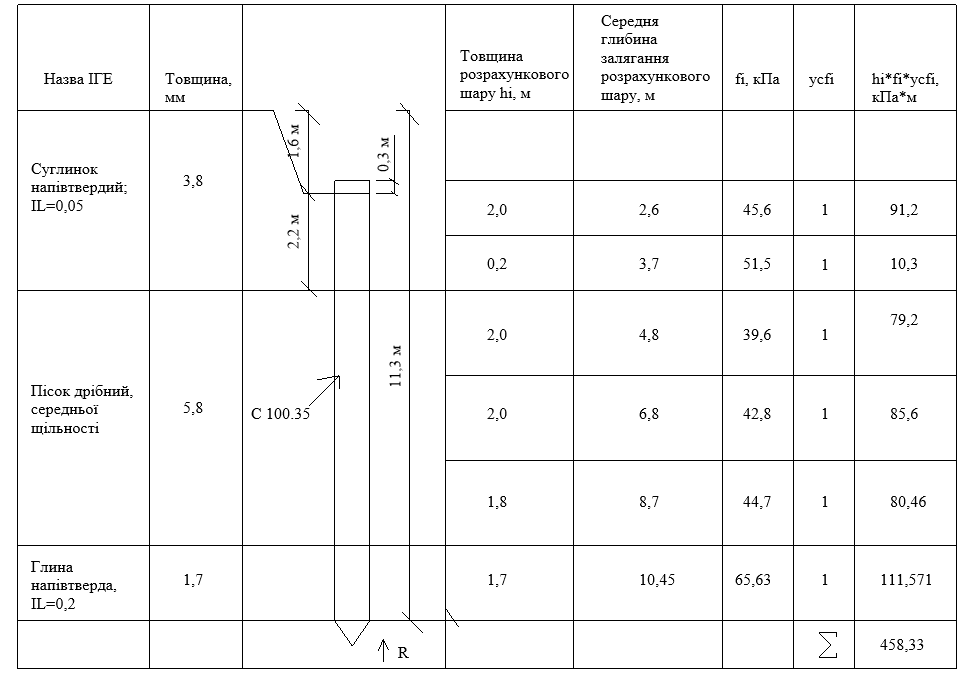 Назва ІГЕ
Товщина,
мм
Товщина
розрахункового
шару hi, м
Середня
глибина
залягання
розрахункового
шару, м
fi, кПа
γcfi
hi*fi*γcfi,
кПа*м
Суглинок
напівтвердий;
IL=0,05
3,8
1,6 м
0,3 м
2,2 м
2,0
2,6
45,6
1
91,2
0,2
3,7
51,5
1
10,3
Пісок дрібний,
середньої
щільності
5,8
С 100.35
11,3 м
2,0
4,8
39,6
1
79,2
2,0
6,8
42,8
1
85,6
1,8
8,7
44,7
1
80,46
Глина
напівтверда,
IL=0,2
1,7
1,7
10,45
65,63
1
111,571
R
∑
458,33